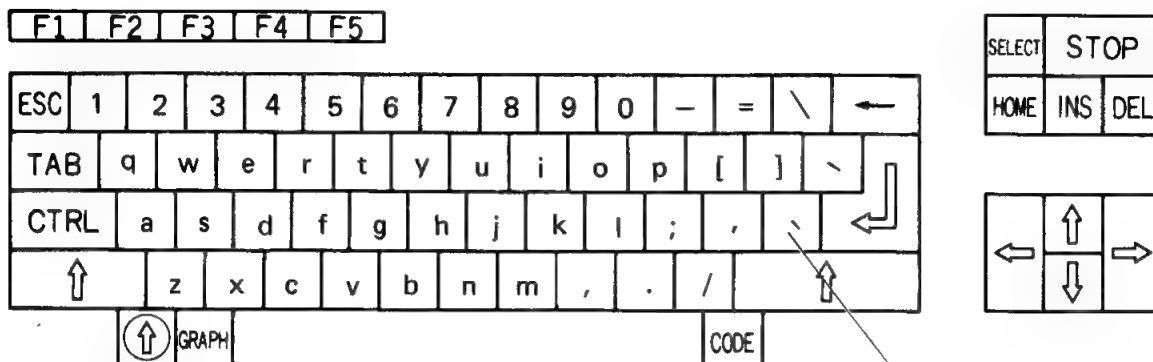 F1 F2 F3 F4 F5
SELECT STOP
ESC 1 2 3 4 5 6 7 8 9 0 — = \ ←
HOME INS DEL
TAB q w e r t y u i o p [ ] `
CTRL a s d f g h j k l ; ' `
⇧ z x c v b n m , . / ⇧
⇦ ⇧ ⇩ ⇨
⇧ GRAPH CODE